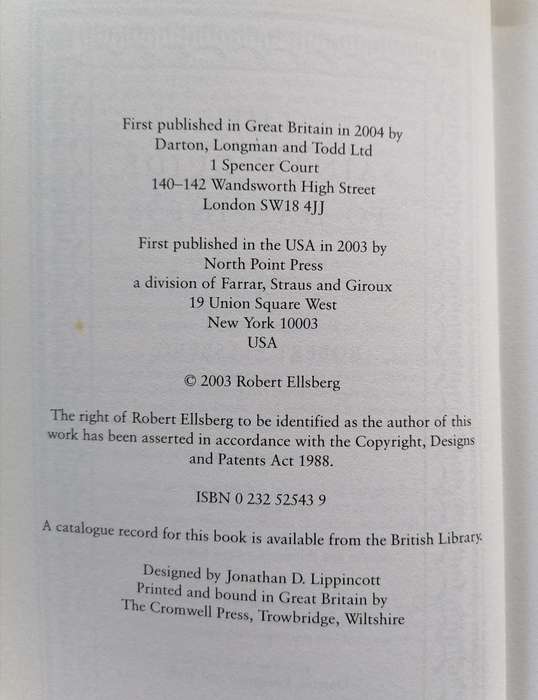 First published in Great Britain in 2004 by
Darton, Longman and Todd Ltd
1 Spencer Court
140–142 Wandsworth High Street
London SW18 4JJ
First published in the USA in 2003 by
North Point Press
a division of Farrar, Straus and Giroux
19 Union Square West
New York 10003
USA
© 2003 Robert Ellsberg
The right of Robert Ellsberg to be identified as the author of this
work has been asserted in accordance with the Copyright, Designs
and Patents Act 1988.
ISBN 0 232 52543 9
A catalogue record for this book is available from the British Library.
Designed by Jonathan D. Lippincott
Printed and bound in Great Britain by
The Cromwell Press, Trowbridge, Wiltshire